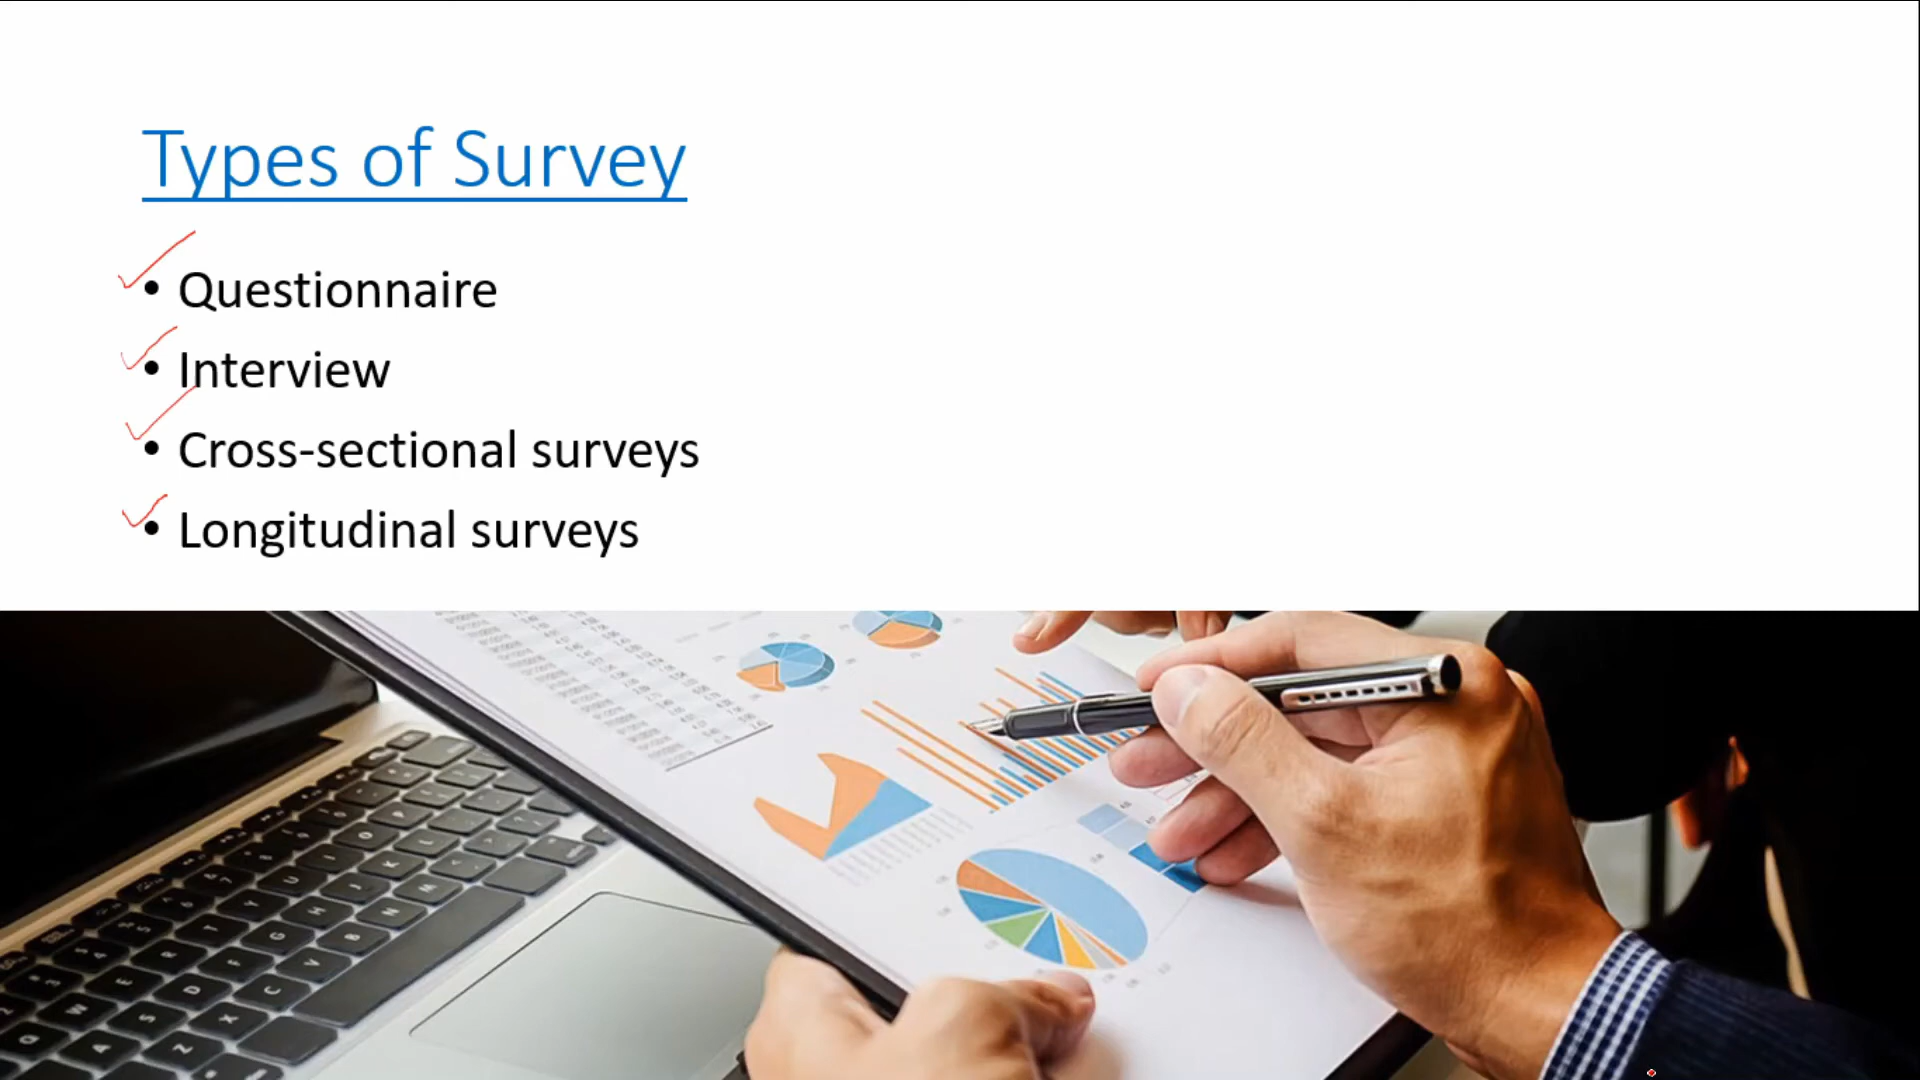 Types of Survey
• Questionnaire
• Interview
• Cross-sectional surveys
• Longitudinal surveys